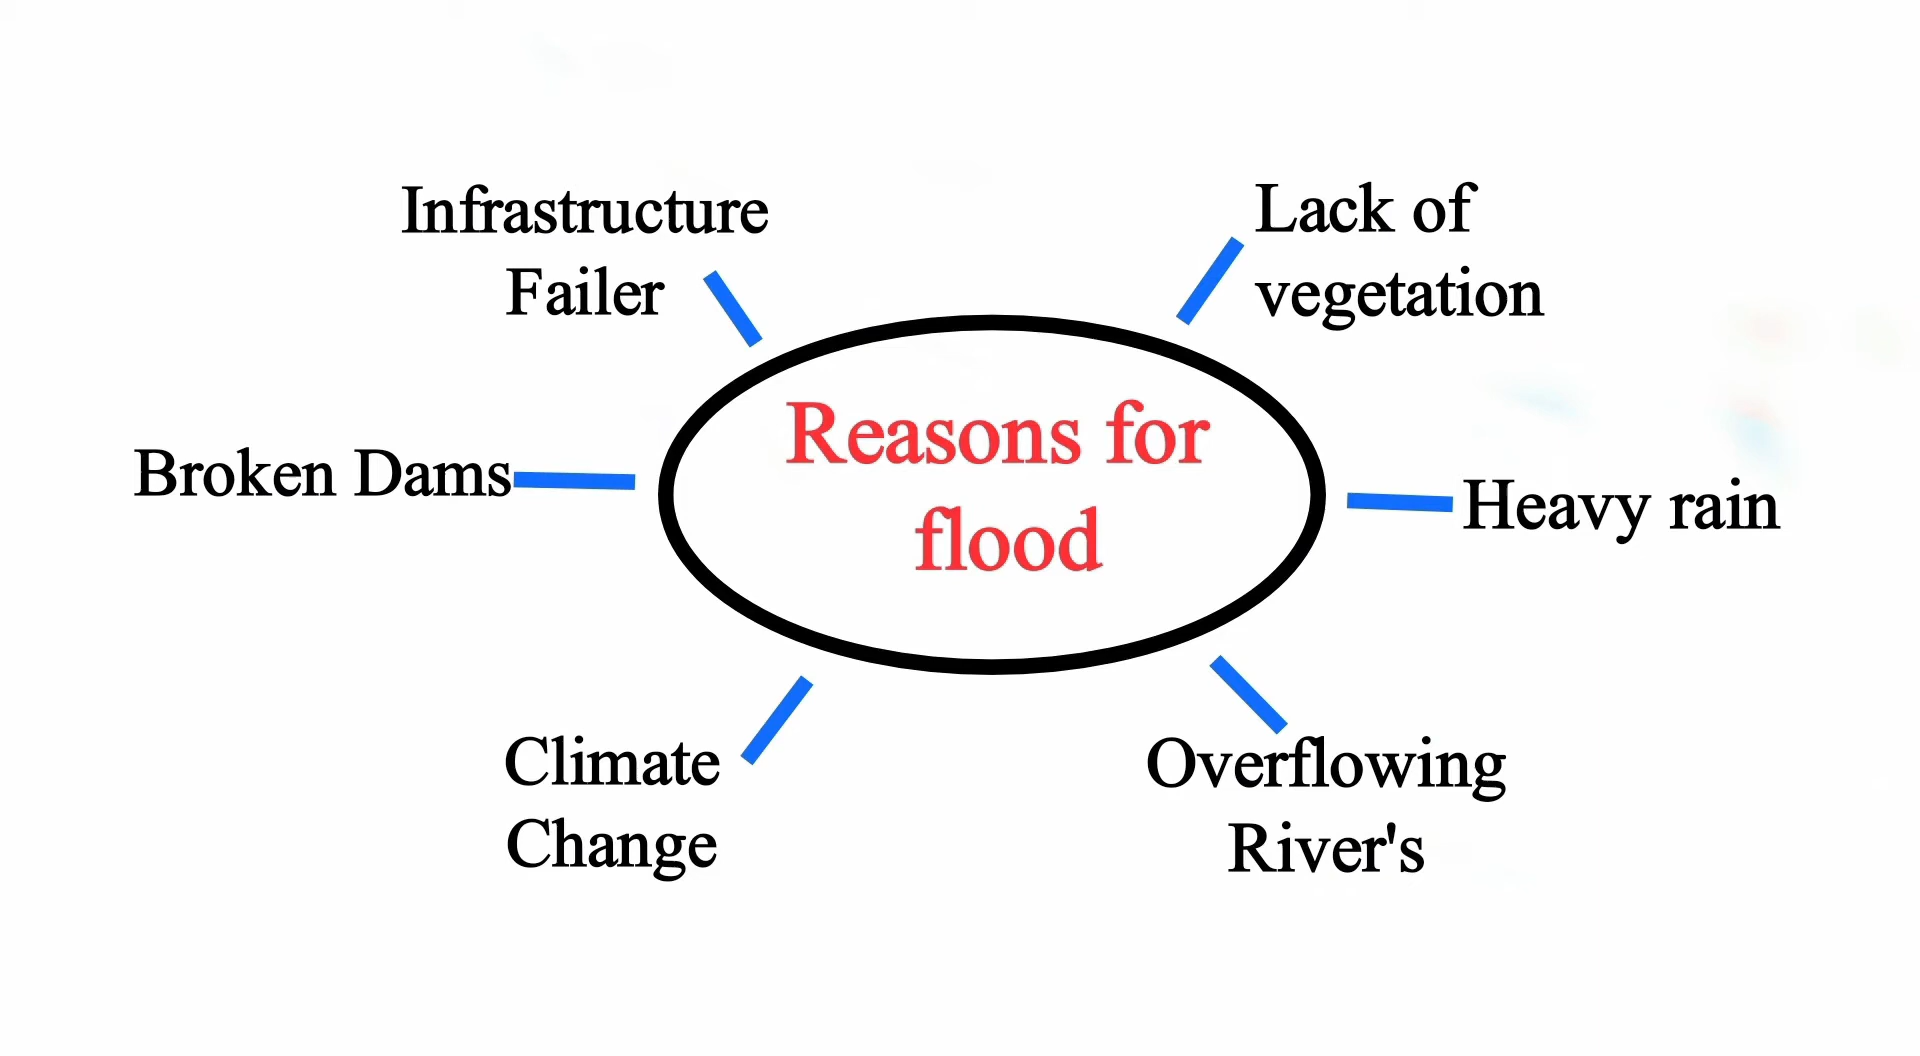 Infrastructure
Failer
Lack of
vegetation
Reasons for
flood
Broken Dams
Heavy rain
Climate
Change
Overflowing
River's